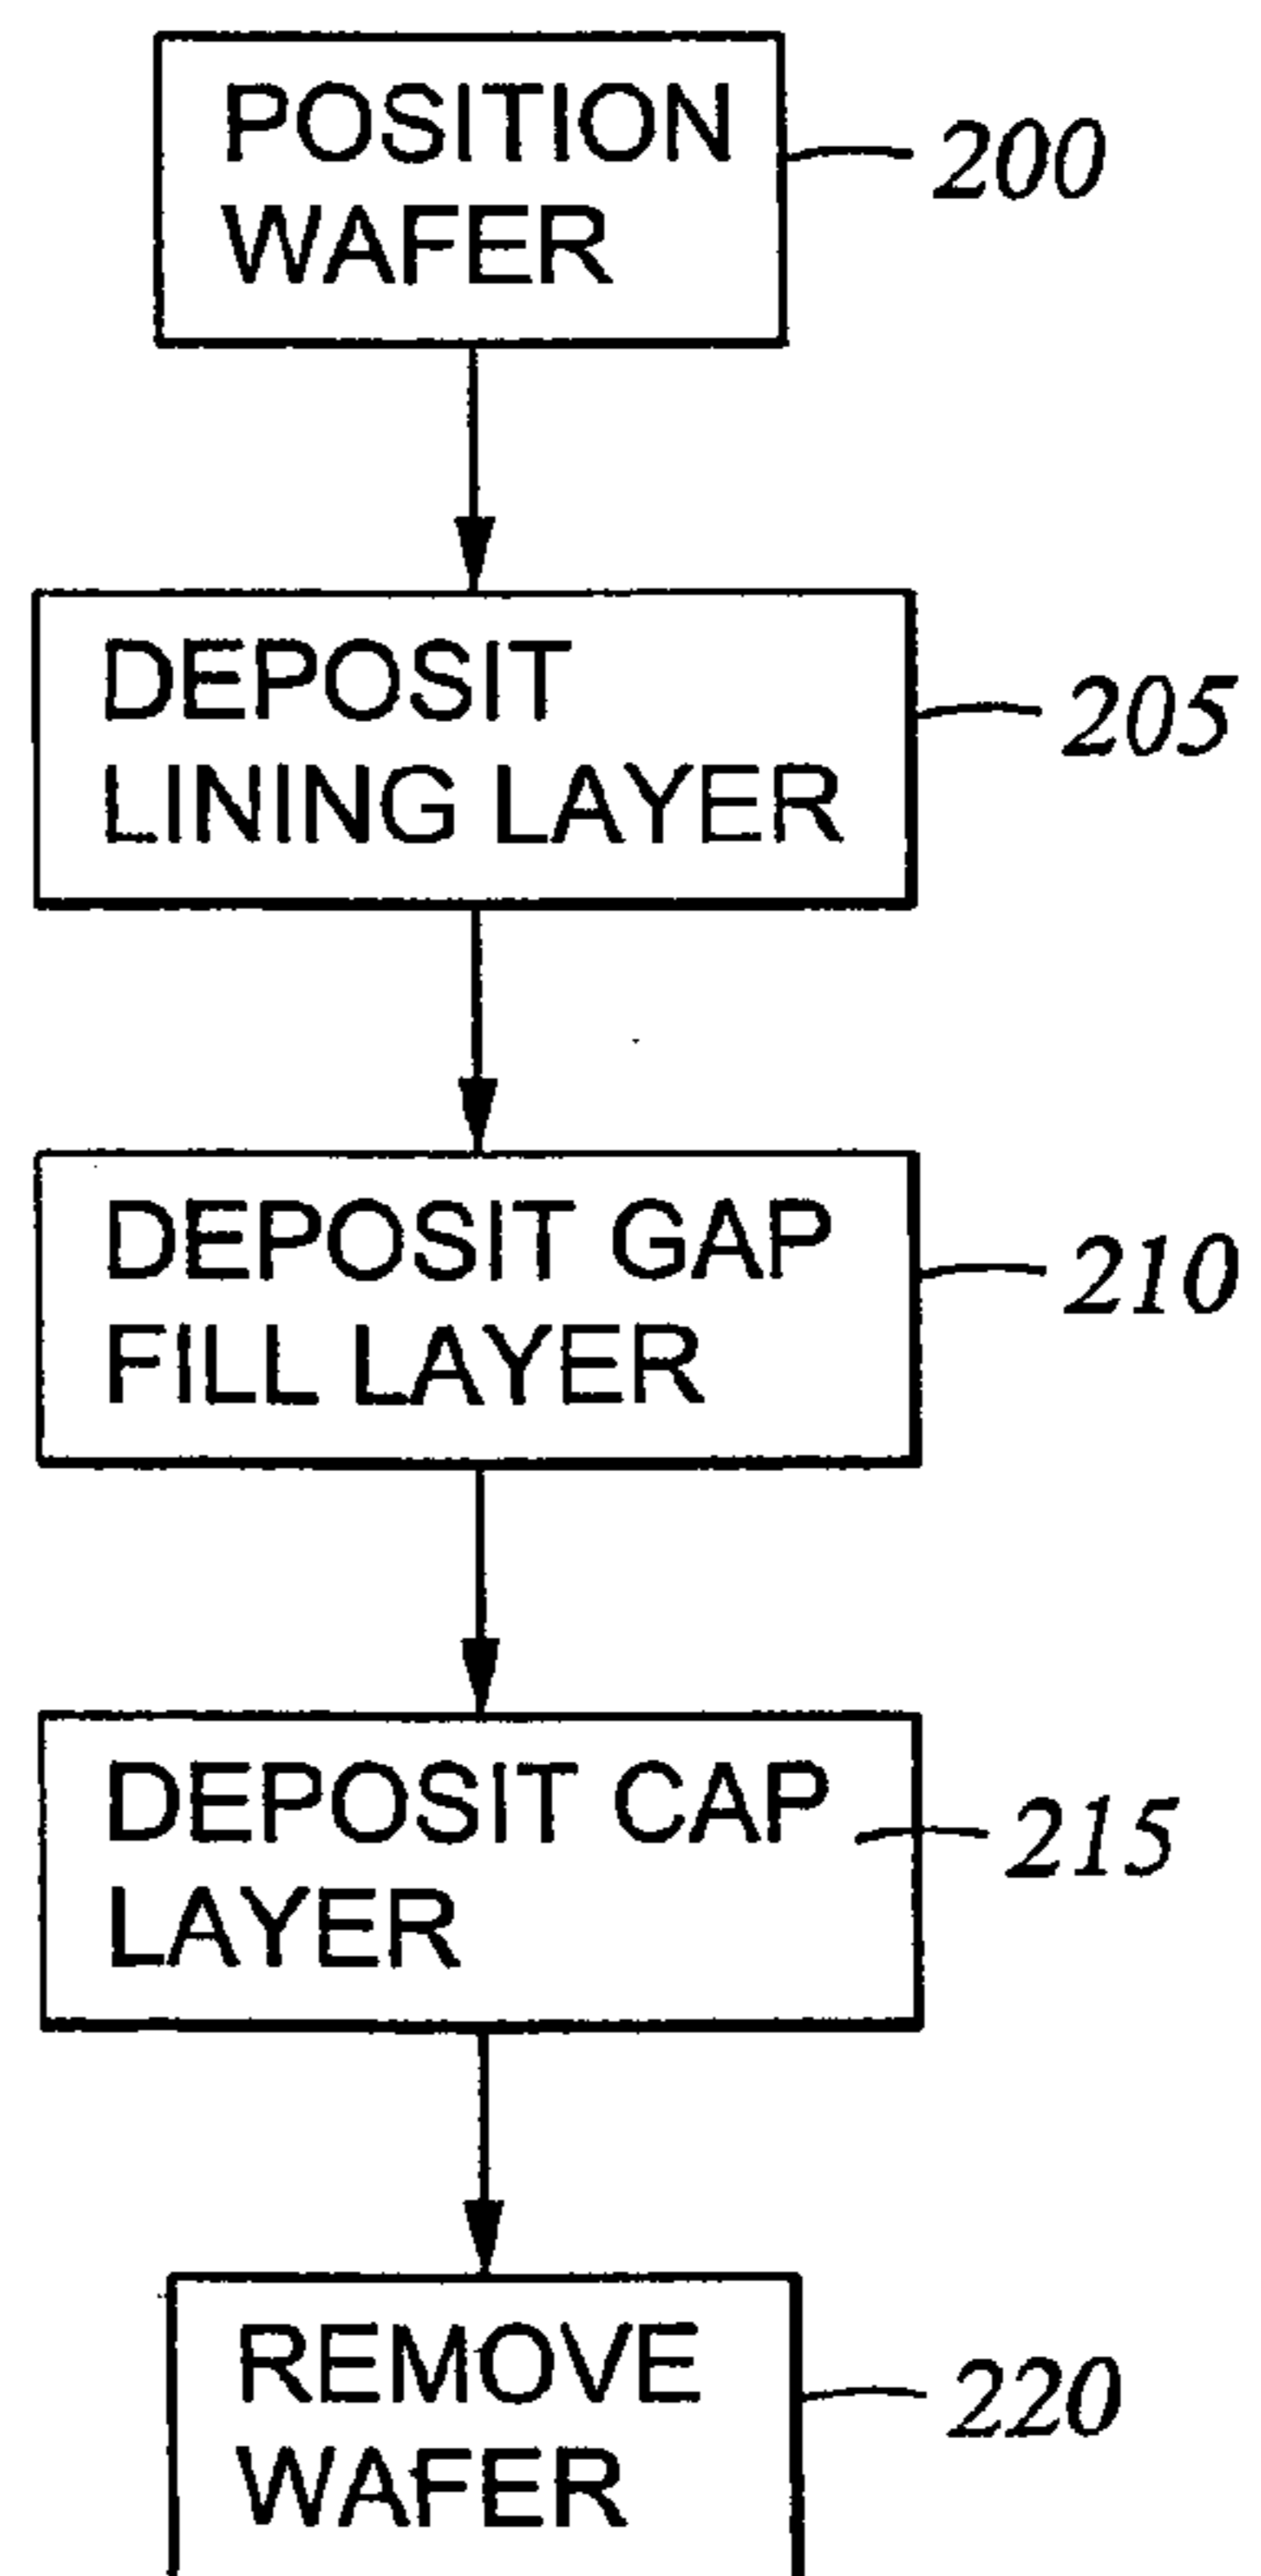 POSITION
WAFER
200
DEPOSIT
LINING LAYER
205
DEPOSIT GAP
FILL LAYER
210
DEPOSIT CAP
LAYER
215
REMOVE
WAFER
220